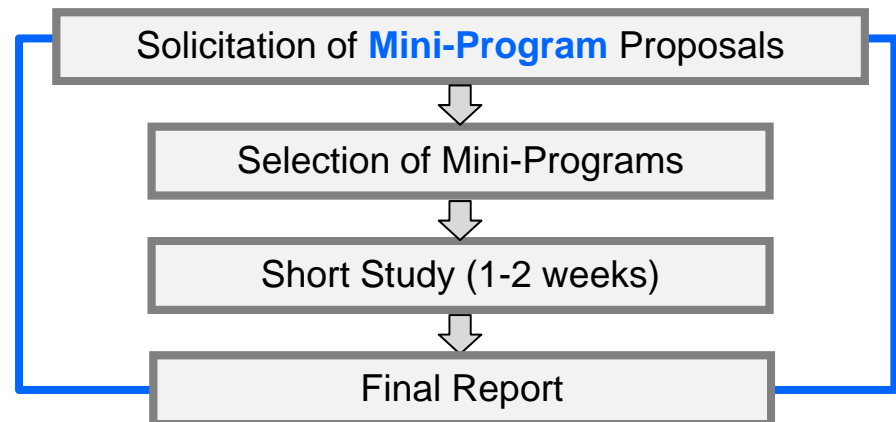 Solicitation of Mini-Program Proposals
Selection of Mini-Programs
Short Study (1-2 weeks)
Final Report